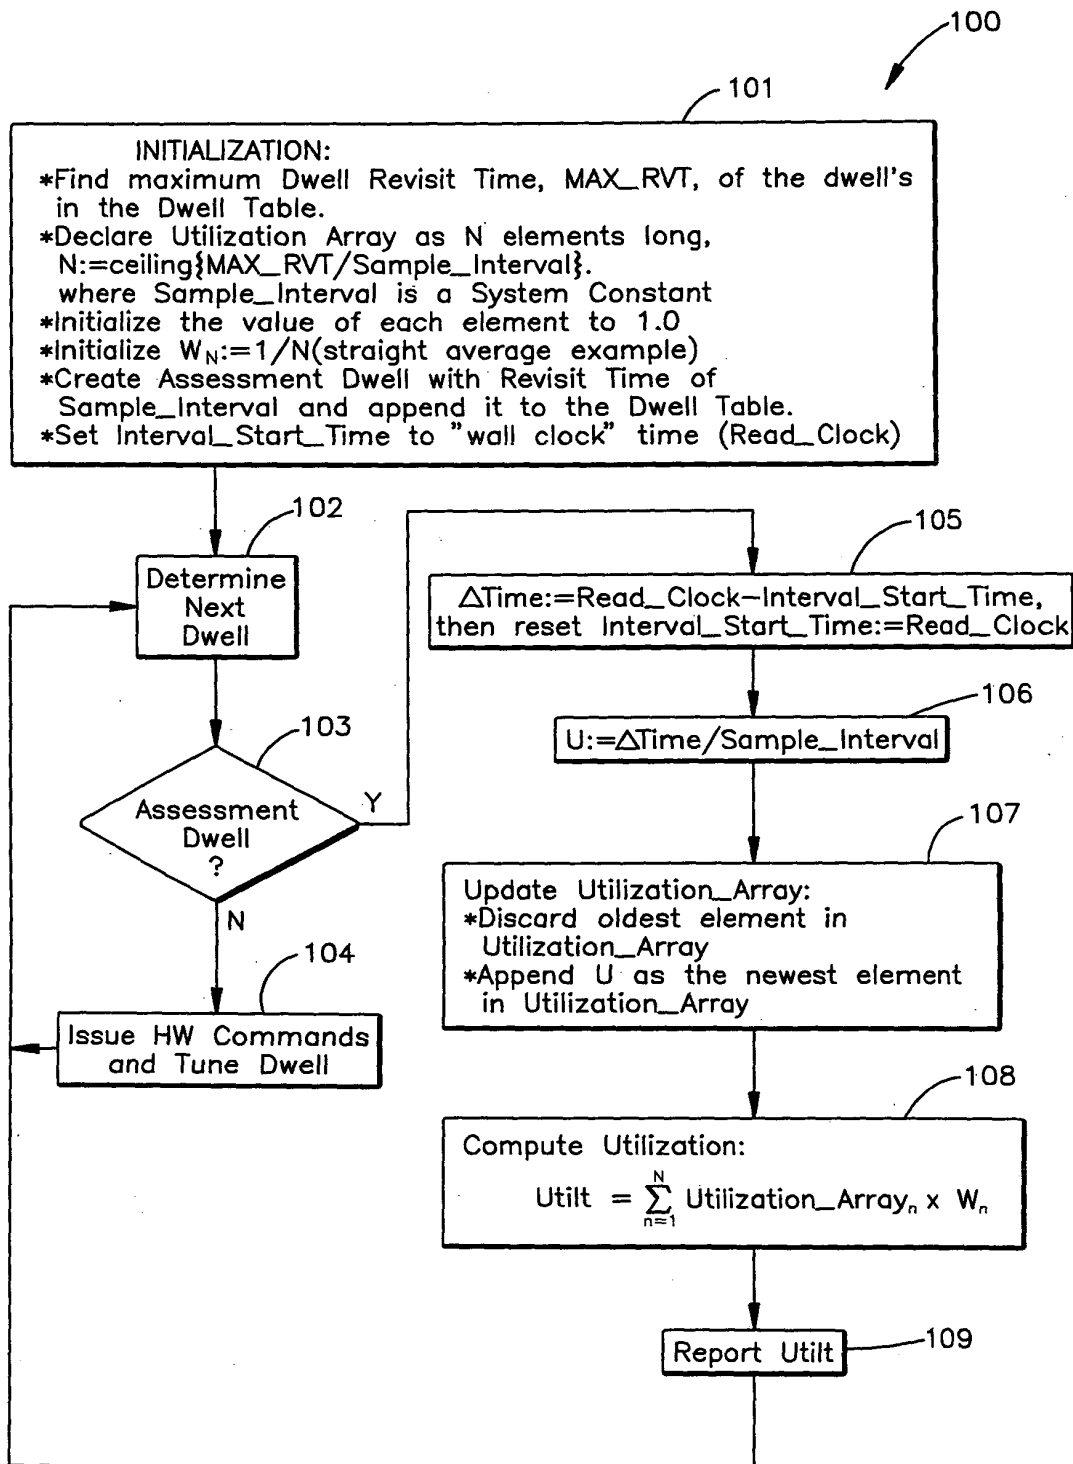 100
101
INITIALIZATION:
*Find maximum Dwell Revisit Time, MAX_RVT, of the dwell's
in the Dwell Table.
*Declare Utilization Array as N elements long,
N:=ceiling{MAX_RVT/Sample_Interval}.
where Sample_Interval is a System Constant
*Initialize the value of each element to 1.0
*Initialize W_N:=1/N(straight average example)
*Create Assessment Dwell with Revisit Time of
Sample_Interval and append it to the Dwell Table.
*Set Interval_Start_Time to "wall clock" time (Read_Clock)
102
Determine
Next
Dwell
103
Assessment
Dwell
?
Y
N
104
Issue HW Commands
and Tune Dwell
105
ΔTime:=Read_Clock-Interval_Start_Time,
then reset Interval_Start_Time:=Read_Clock
106
U:=ΔTime/Sample_Interval
107
Update Utilization_Array:
*Discard oldest element in
Utilization_Array
*Append U as the newest element
in Utilization_Array
108
Compute Utilization:
Utilt = ∑_{n=1}^{N} Utilization_Array_n x W_n
109
Report Utilt